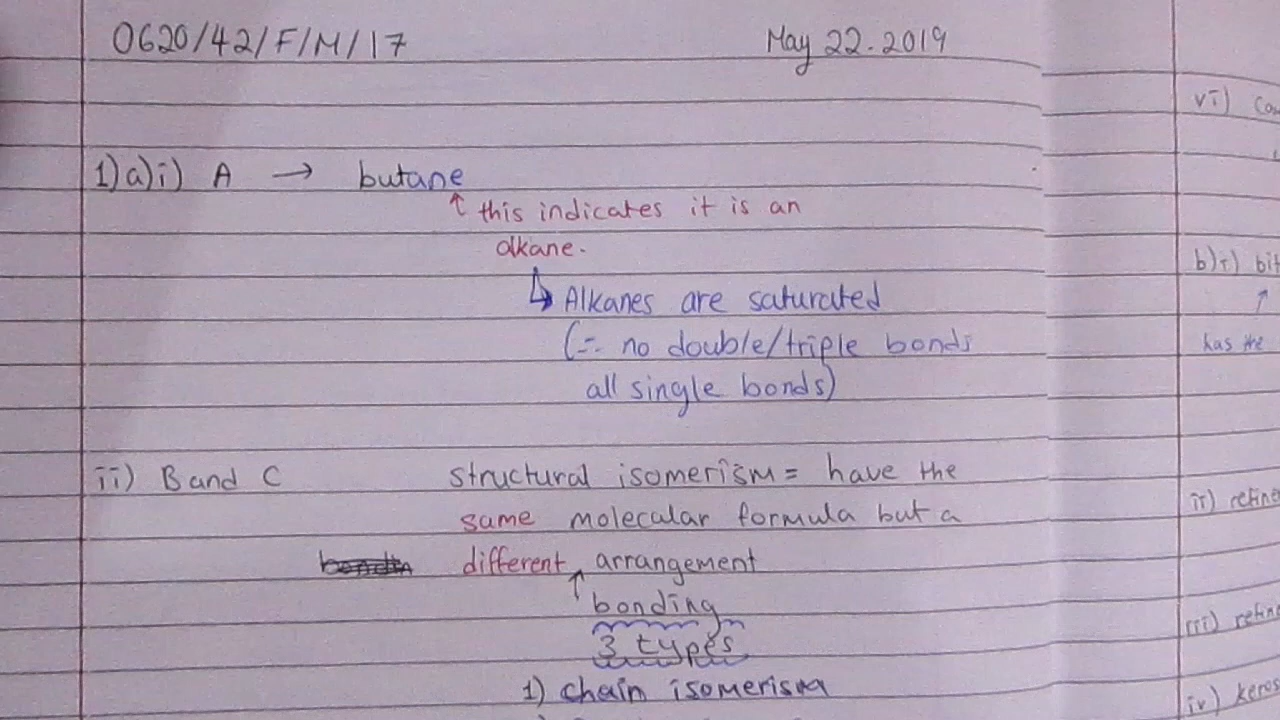 0620/42/F/M/17
May 22.2019
1)a)i) A → butane
↑ this indicates it is an
alkane.
↳ Alkanes are saturated
(∴ no double/triple bonds
all single bonds)
ii) B and C
structural isomerism = have the
same molecular formula but a
different ↑ arrangement
bonding
3 types
1) chain isomerism
vi)
b)i)
↑
has the
ii)
iii)
iv)